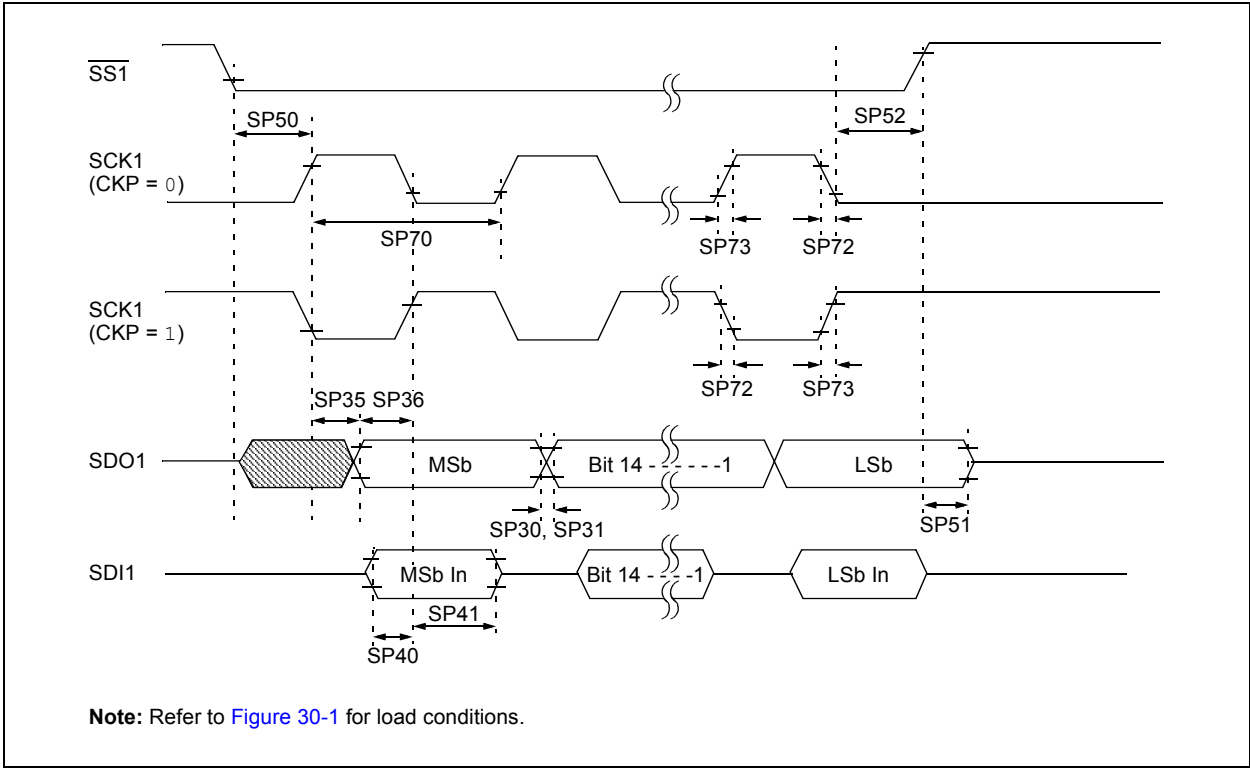 SS1
SP50
SP52
SCK1
(CKP = 0)
SP70
SP73
SP72
SCK1
(CKP = 1)
SP72
SP73
SP35 SP36
SDO1
MSb
Bit 14 - - - - - - -1
LSb
SP30, SP31
SP51
SDI1
MSb In
Bit 14 - - - - -1
LSb In
SP41
SP40
Note: Refer to Figure 30-1 for load conditions.